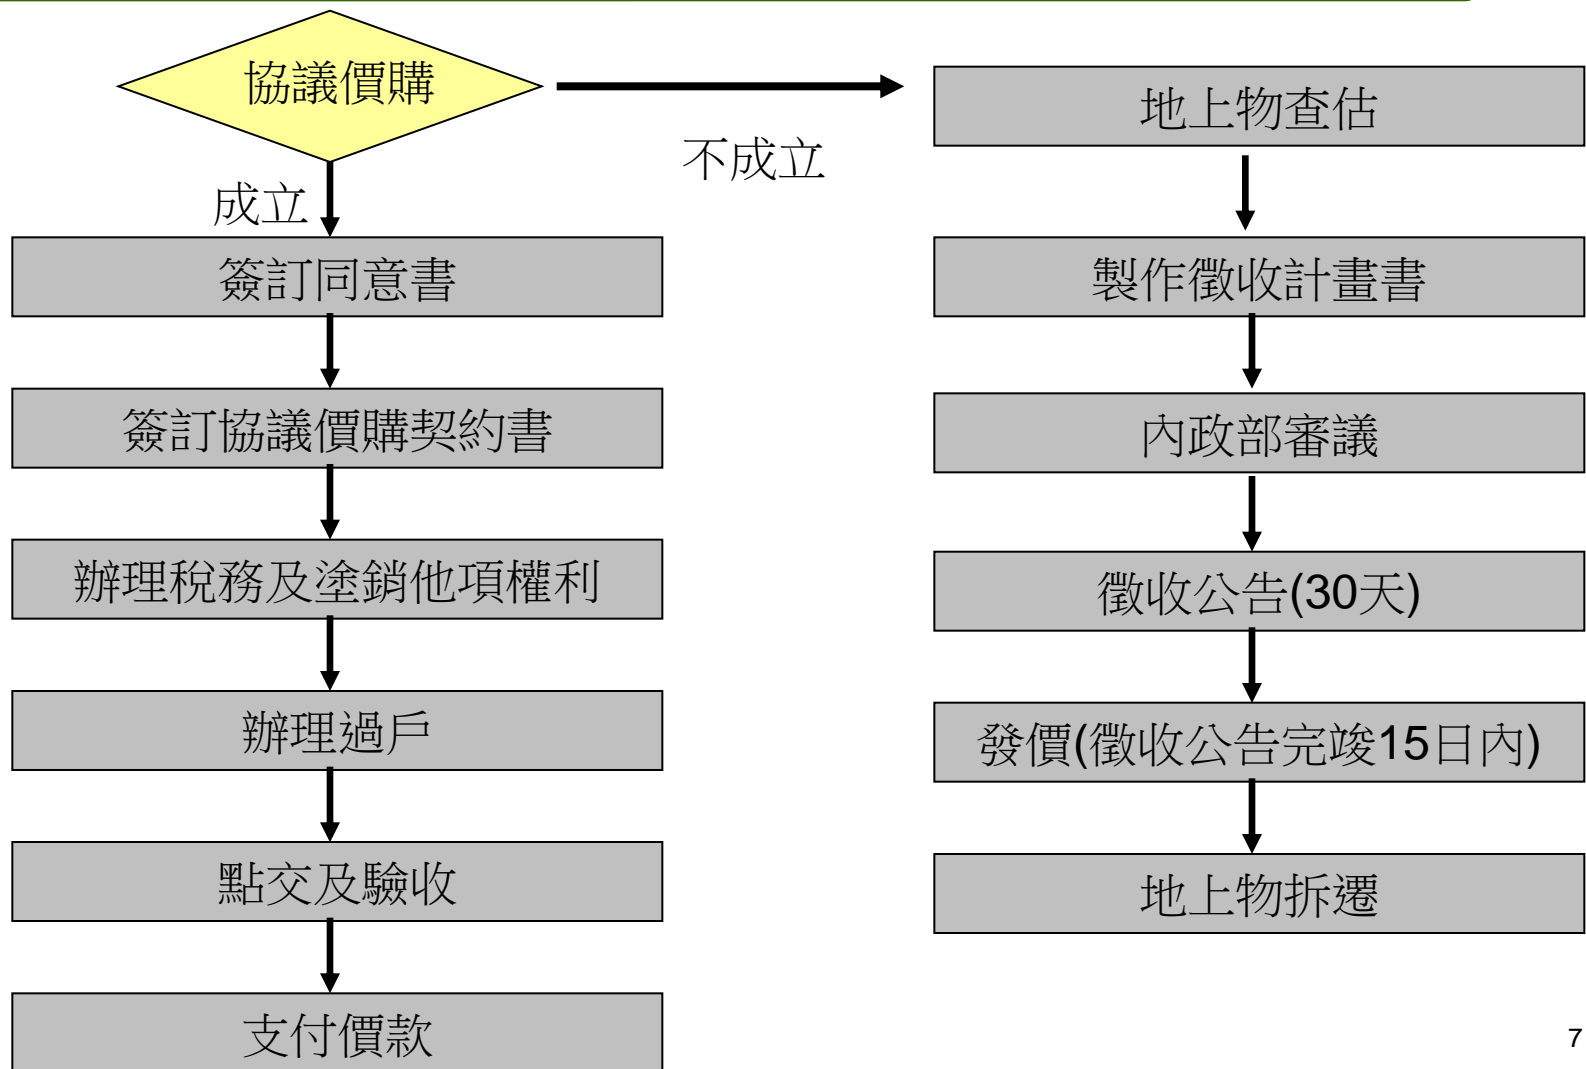 協議價購
成立
簽訂同意書
簽訂協議價購契約書
辦理稅務及塗銷他項權利
辦理過戶
點交及驗收
支付價款
不成立
地上物查估
製作徵收計畫書
內政部審議
徵收公告(30天)
發價(徵收公告完竣15日內)
地上物拆遷
7